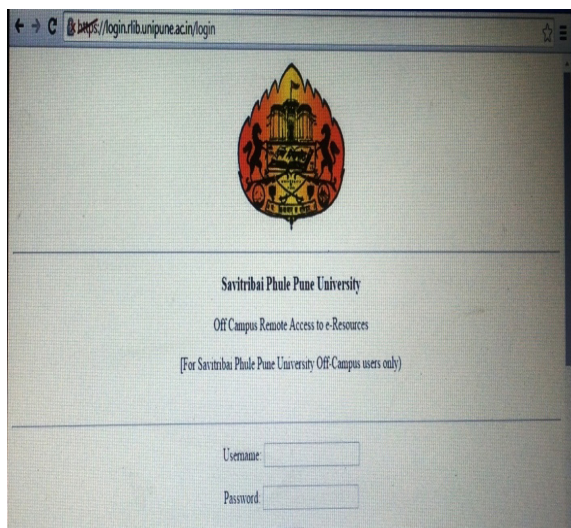 https://login.rlib.unipune.ac.in/login
Savitribai Phule Pune University
Off Campus Remote Access to e-Resources
[For Savitribai Phule Pune University Off-Campus users only)
Username:
Password: